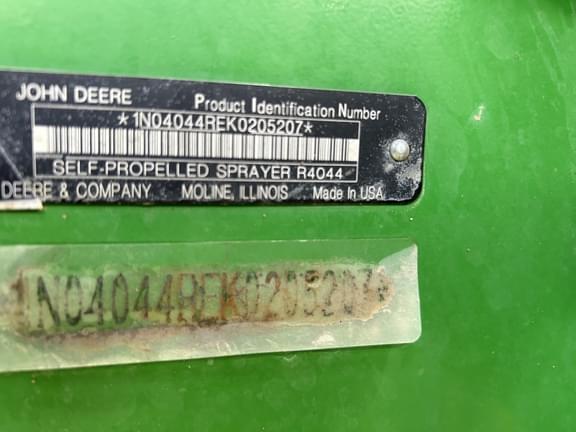 JOHN DEERE
Product Identification Number
*1N04044REK0205207*
SELF-PROPELLED SPRAYER R4044
DEERE & COMPANY MOLINE, ILLINOIS Made In USA
1N04044REK0205207*